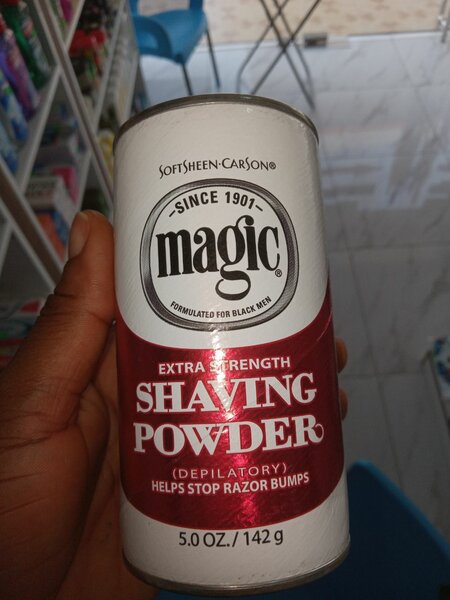 SOFTSHEEN·CARSON®
-SINCE 1901-
magic®
FORMULATED FOR BLACK MEN
EXTRA STRENGTH
SHAVING
POWDER
(DEPILATORY)
HELPS STOP RAZOR BUMPS
5.0 OZ./142 g